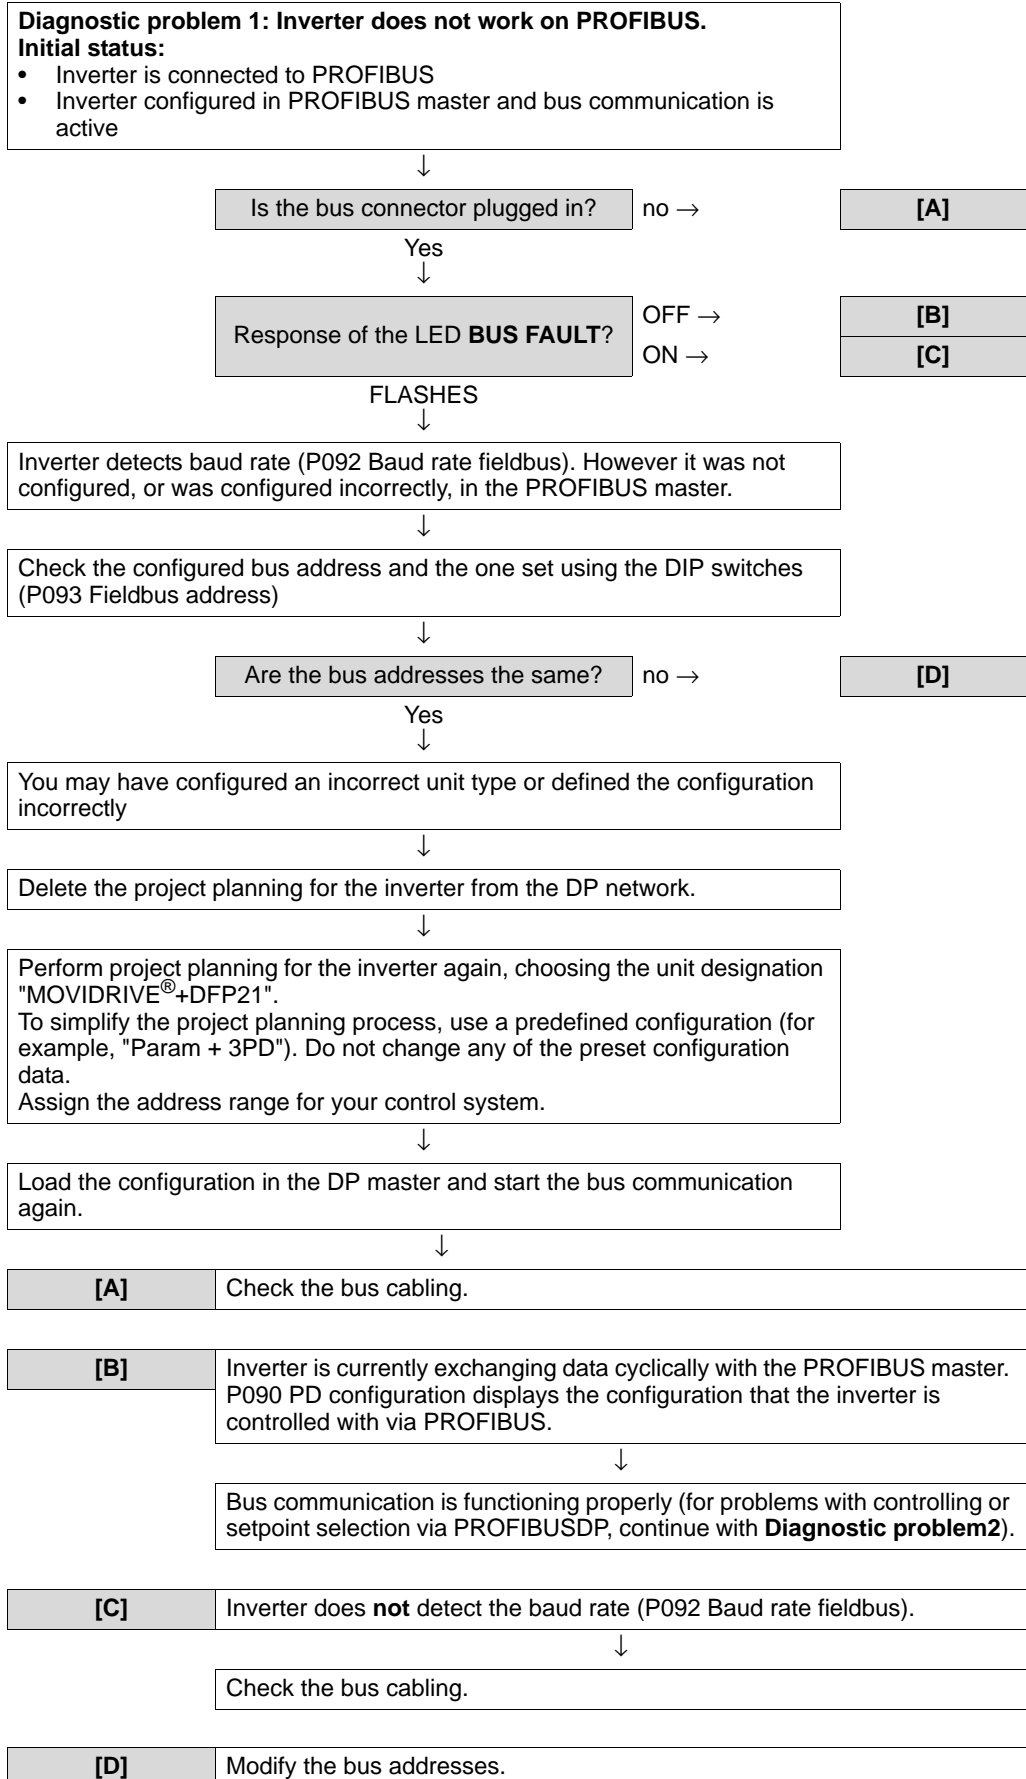 Diagnostic problem 1: Inverter does not work on PROFIBUS.
Initial status:
• Inverter is connected to PROFIBUS
• Inverter configured in PROFIBUS master and bus communication is
active
↓
Is the bus connector plugged in? no → [A]
Yes
↓
Response of the LED BUS FAULT?
OFF → [B]
ON → [C]
FLASHES
↓
Inverter detects baud rate (P092 Baud rate fieldbus). However it was not
configured, or was configured incorrectly, in the PROFIBUS master.
↓
Check the configured bus address and the one set using the DIP switches
(P093 Fieldbus address)
↓
Are the bus addresses the same? no → [D]
Yes
↓
You may have configured an incorrect unit type or defined the configuration
incorrectly
↓
Delete the project planning for the inverter from the DP network.
↓
Perform project planning for the inverter again, choosing the unit designation
"MOVIDRIVE®+DFP21".
To simplify the project planning process, use a predefined configuration (for
example, "Param + 3PD"). Do not change any of the preset configuration
data.
Assign the address range for your control system.
↓
Load the configuration in the DP master and start the bus communication
again.
↓
[A] Check the bus cabling.
[B] Inverter is currently exchanging data cyclically with the PROFIBUS master.
P090 PD configuration displays the configuration that the inverter is
controlled with via PROFIBUS.
↓
Bus communication is functioning properly (for problems with controlling or
setpoint selection via PROFIBUSDP, continue with Diagnostic problem2).
[C] Inverter does not detect the baud rate (P092 Baud rate fieldbus).
↓
Check the bus cabling.
[D] Modify the bus addresses.